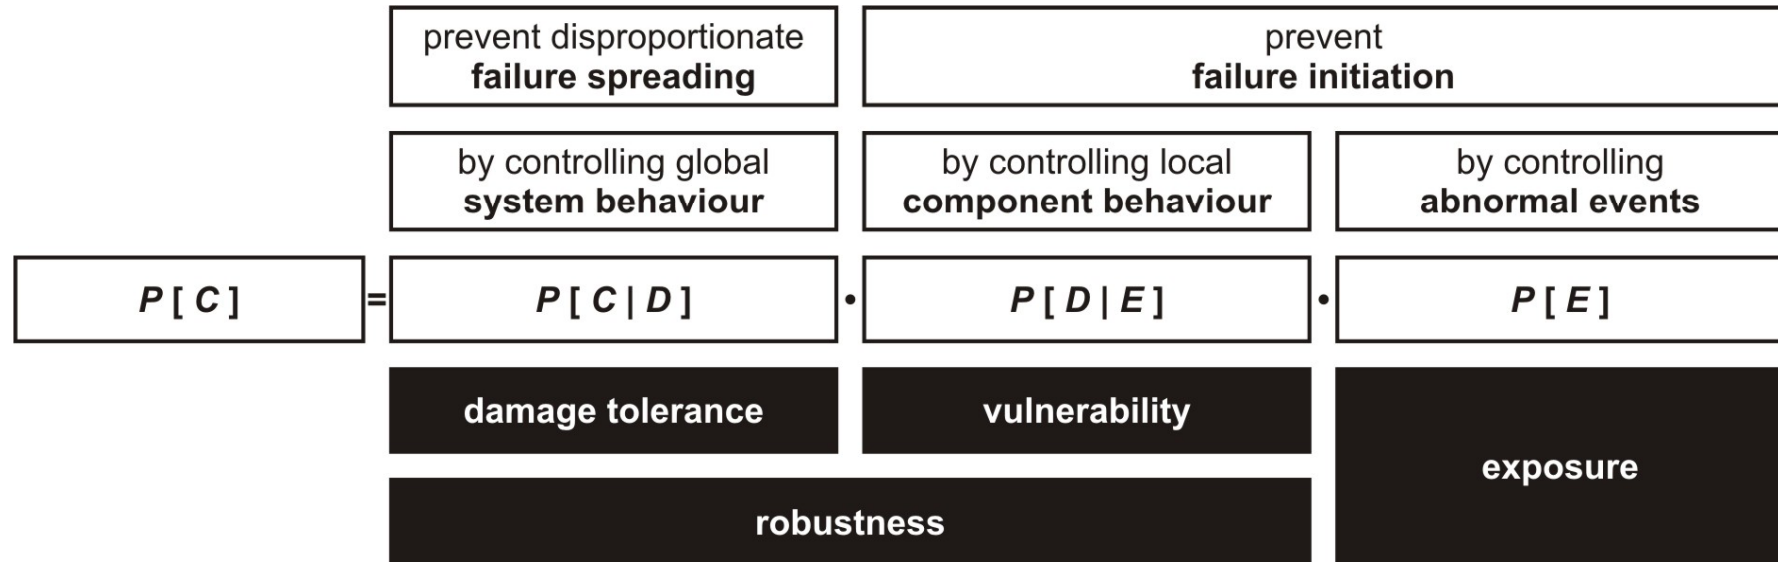 prevent disproportionate
failure spreading
prevent
failure initiation
by controlling global
system behaviour
by controlling local
component behaviour
by controlling
abnormal events
P [ C ] = P [ C | D ] • P [ D | E ] • P [ E ]
damage tolerance
vulnerability
exposure
robustness